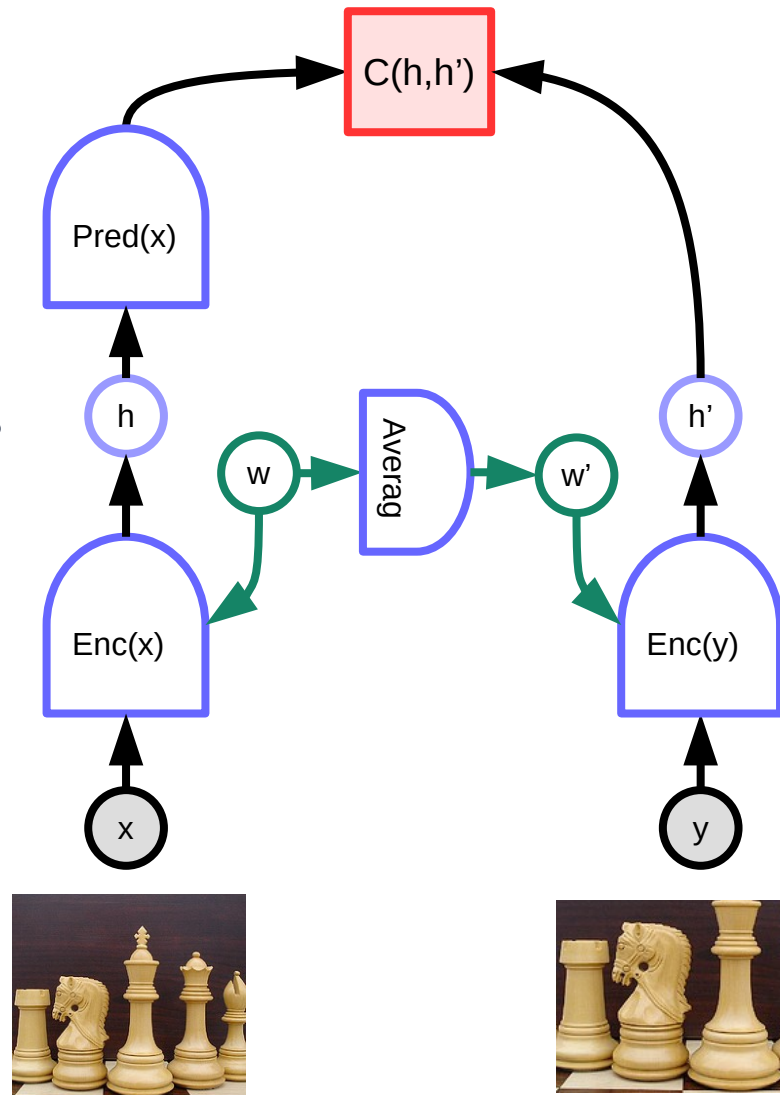 C(h,h’)
Pred(x)
h
h’
w
Averag
w’
Enc(x)
Enc(y)
x
y